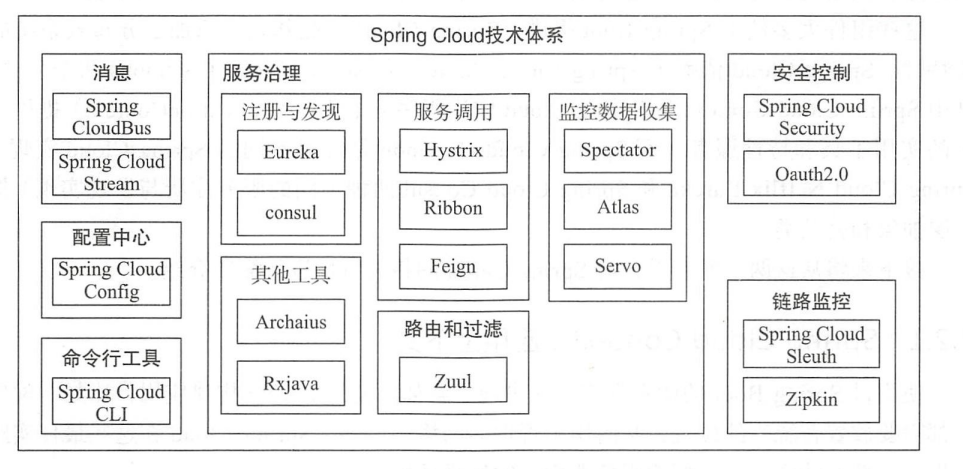 Spring Cloud技术体系
消息
Spring
CloudBus
Spring Cloud
Stream
配置中心
Spring Cloud
Config
命令行工具
Spring Cloud
CLI
服务治理
注册与发现
Eureka
consul
其他工具
Archaius
Rxjava
服务调用
Hystrix
Ribbon
Feign
路由和过滤
Zuul
监控数据收集
Spectator
Atlas
Servo
安全控制
Spring Cloud
Security
Oauth2.0
链路监控
Spring Cloud
Sleuth
Zipkin